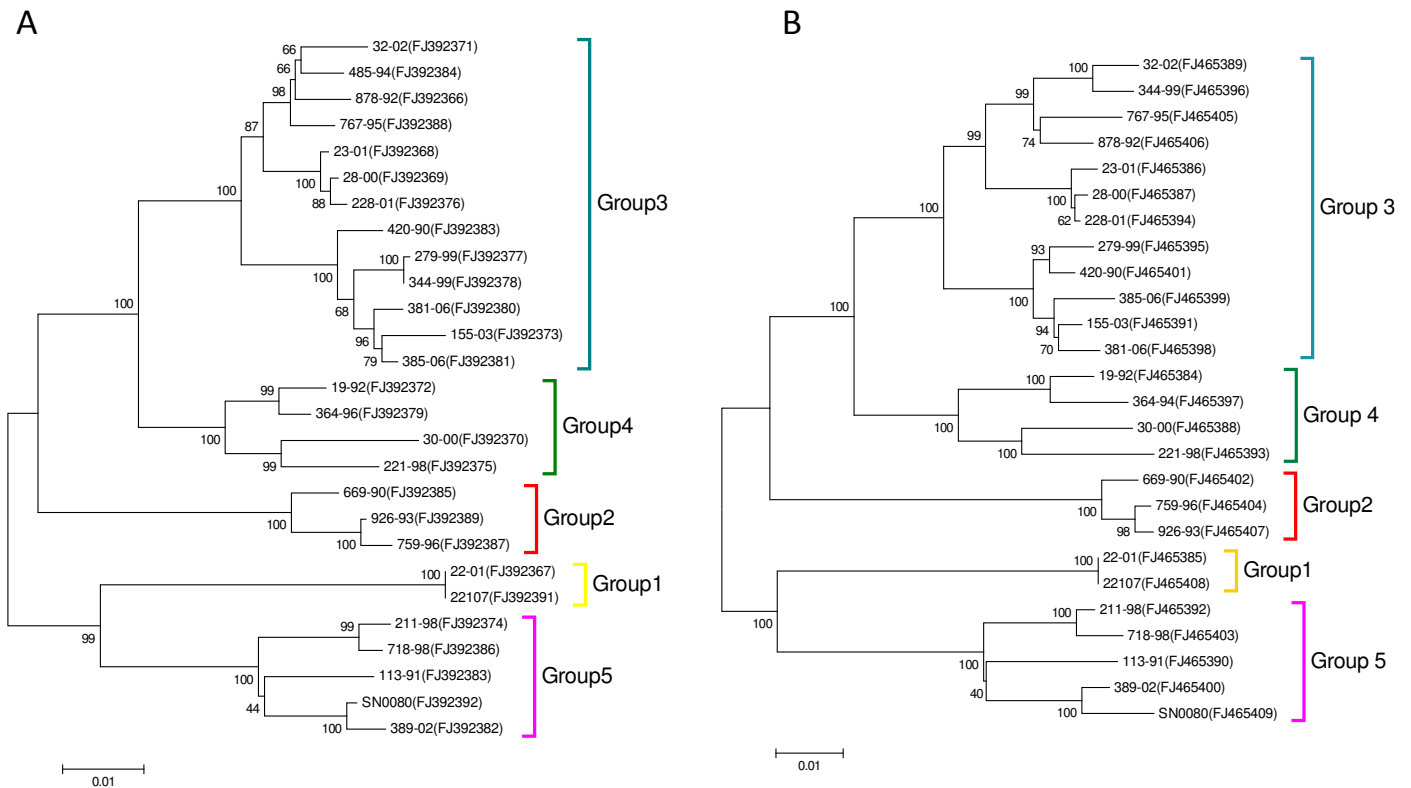 A
66
32-02(FJ392371)
66
485-94(FJ392384)
98
878-92(FJ392366)
87
767-95(FJ392388)
23-01(FJ392368)
100
28-00(FJ392369)
100
88
228-01(FJ392376)
Group3
420-90(FJ392383)
100
279-99(FJ392377)
100
344-99(FJ392378)
100
68
381-06(FJ392380)
155-03(FJ392373)
96
79
385-06(FJ392381)
99
19-92(FJ392372)
364-96(FJ392379)
Group4
100
30-00(FJ392370)
99
221-98(FJ392375)
669-90(FJ392385)
100
926-93(FJ392389)
Group2
100
759-96(FJ392387)
100
22-01(FJ392367)
Group1
22107(FJ392391)
99
99
211-98(FJ392374)
718-98(FJ392386)
100
113-91(FJ392383)
Group5
44
SN0080(FJ392392)
100
389-02(FJ392382)
0.01
B
100
32-02(FJ465389)
99
344-99(FJ465396)
99
767-95(FJ465405)
74
878-92(FJ465406)
23-01(FJ465386)
100
28-00(FJ465387)
100
62
228-01(FJ465394)
Group 3
93
279-99(FJ465395)
420-90(FJ465401)
100
100
385-06(FJ465399)
94
155-03(FJ465391)
70
381-06(FJ465398)
100
19-92(FJ465384)
364-94(FJ465397)
Group 4
100
30-00(FJ465388)
100
221-98(FJ465393)
669-90(FJ465402)
100
759-96(FJ465404)
Group2
98
926-93(FJ465407)
100
22-01(FJ465385)
Group1
22107(FJ465408)
100
100
211-98(FJ465392)
718-98(FJ465403)
100
113-91(FJ465390)
Group 5
40
389-02(FJ465400)
100
SN0080(FJ465409)
0.01